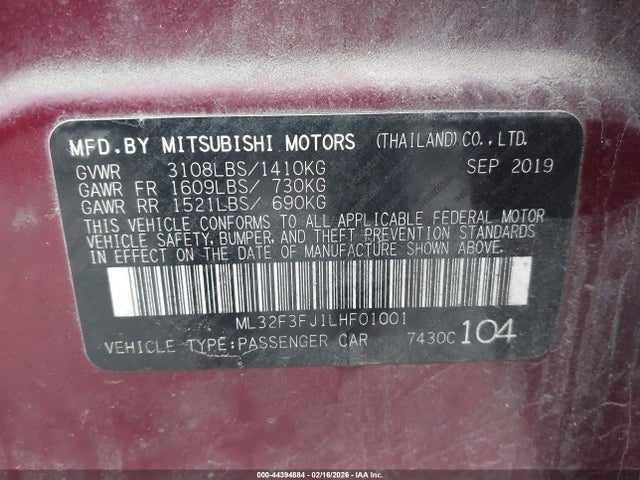 MFD.BY MITSUBISHI MOTORS (THAILAND) CO., LTD.
GVWR 3108LBS/1410KG SEP 2019
GAWR FR 1609LBS/ 730KG
GAWR RR 1521LBS/ 690KG
THIS VEHICLE CONFORMS TO ALL APPLICABLE FEDERAL MOTOR
VEHICLE SAFETY, BUMPER, AND THEFT PREVENTION STANDARDS
IN EFFECT ON THE DATE OF MANUFACTURE SHOWN ABOVE.
ML32F3FJ1LHF01001
VEHICLE TYPE:PASSENGER CAR 7430C 104
000-44394884 - 02/16/2026 - IAA1013